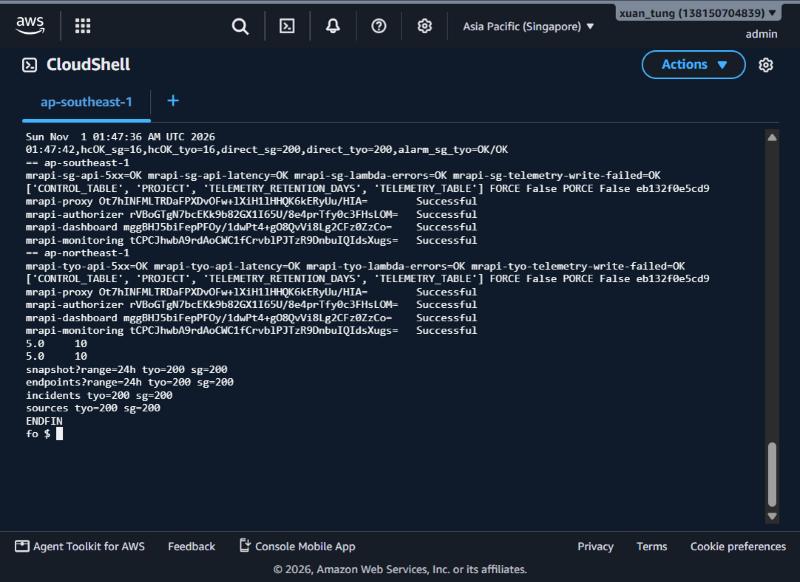 aws
Asia Pacific (Singapore) ▼
xuan_tung (138150704839) ▼
admin
CloudShell
Actions ▼
ap-southeast-1
+
Sun Nov  1 01:47:36 AM UTC 2026
01:47:42,hcOK_sg=16,hcOK_tyo=16,direct_sg=200,direct_tyo=200,alarm_sg_tyo=OK/OK
-- ap-southeast-1
mrapi-sg-api-5xx=OK mrapi-sg-api-latency=OK mrapi-sg-lambda-errors=OK mrapi-sg-telemetry-write-failed=OK
['CONTROL_TABLE', 'PROJECT', 'TELEMETRY_RETENTION_DAYS', 'TELEMETRY_TABLE'] FORCE False PORCE False eb132f0e5cd9
mrapi-proxy Ot7hINFMLTRDaFPXDvOFw+lXiH1lHHQK6kERyUu/HIA=        Successful
mrapi-authorizer rVBoGTgN7bcEKk9b82GX1I65U/8e4prTfy0c3FHsLOM=   Successful
mrapi-dashboard mggBHJ5biFepPFOy/1dwPt4+gO8QvVi8Lg2CFz0ZzCo=    Successful
mrapi-monitoring tCPCJhwbA9rdAoCWC1fCrvblPJTzR9DnbuIQIdsXugs=   Successful
-- ap-northeast-1
mrapi-tyo-api-5xx=OK mrapi-tyo-api-latency=OK mrapi-tyo-lambda-errors=OK mrapi-tyo-telemetry-write-failed=OK
['CONTROL_TABLE', 'PROJECT', 'TELEMETRY_RETENTION_DAYS', 'TELEMETRY_TABLE'] FORCE False PORCE False eb132f0e5cd9
mrapi-proxy Ot7hINFMLTRDaFPXDvOFw+lXiH1lHHQK6kERyUu/HIA=        Successful
mrapi-authorizer rVBoGTgN7bcEKk9b82GX1I65U/8e4prTfy0c3FHsLOM=   Successful
mrapi-dashboard mggBHJ5biFepPFOy/1dwPt4+gO8QvVi8Lg2CFz0ZzCo=    Successful
mrapi-monitoring tCPCJhwbA9rdAoCWC1fCrvblPJTzR9DnbuIQIdsXugs=   Successful
5.0     10
5.0     10
snapshot?range=24h tyo=200 sg=200
endpoints?range=24h tyo=200 sg=200
incidents tyo=200 sg=200
sources tyo=200 sg=200
ENDFIN
fo $
Agent Toolkit for AWS
Feedback
Console Mobile App
Privacy
Terms
Cookie preferences
© 2026, Amazon Web Services, Inc. or its affiliates.